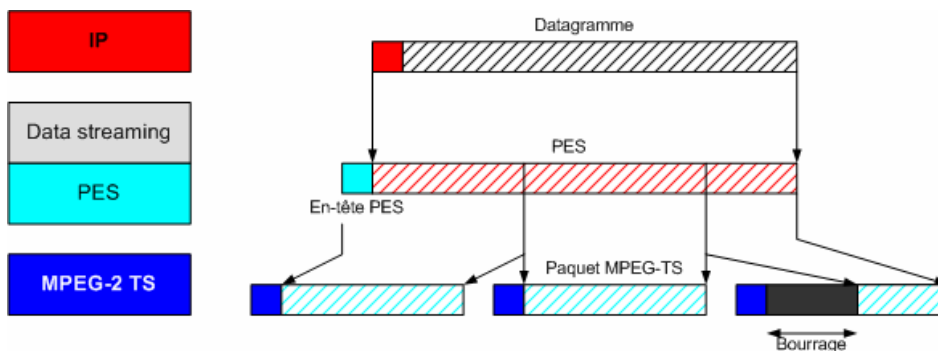 IP
Datagramme
Data streaming
PES
PES
En-tête PES
MPEG-2 TS
Paquet MPEG-TS
Bourrage